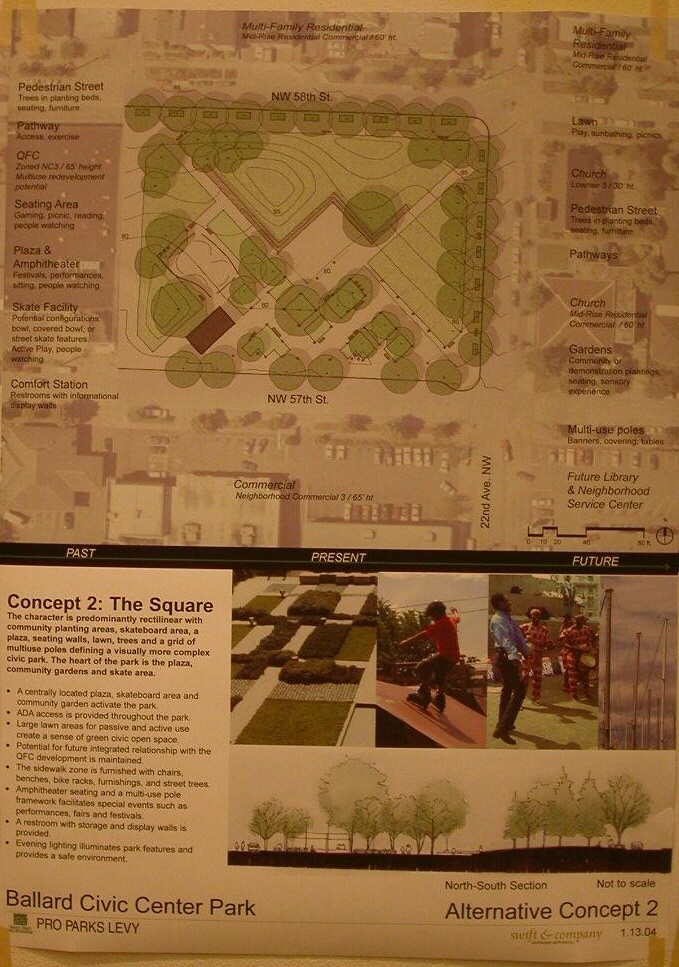 Multi-Family Residential
Mid-Rise Residential Commercial / 60' ht.
Multi-Family
Residential
Mid-Rise Residential
Commercial / 60' ht.
Pedestrian Street
Trees in planting beds,
seating, furniture
Pathway
Access, exercise
QFC
Zoned NC3 / 65' height
Multiuse redevelopment
potential
Seating Area
Gaming, picnic, reading,
people watching
Plaza &
Amphitheater
Festivals, performances,
sitting, people watching
Skate Facility
Potential configurations:
bowl, covered bowl, or
street skate features
Active Play, people
watching
Comfort Station
Restrooms with informational
display walls
NW 58th St.
85
85
80
80
60
60
NW 57th St.
22nd Ave. NW
Commercial
Neighborhood Commercial 3 / 65' ht
Lawn
Play, sunbathing, picnics
Church
Lowrise 3 / 30' ht.
Pedestrian Street
Trees in planting beds,
seating, furniture
Pathways
Church
Mid-Rise Residential
Commercial / 60' ht
Gardens
Community or
demonstration plantings,
seating, sensory
experience
Multi-use poles
Banners, covering, tables
Future Library
& Neighborhood
Service Center
N
0 10 20 40 80 ft.
PAST PRESENT FUTURE
Concept 2: The Square
The character is predominantly rectilinear with
community planting areas, skateboard area, a
plaza, seating walls, lawn, trees and a grid of
multiuse poles defining a visually more complex
civic park. The heart of the park is the plaza,
community gardens and skate area.
• A centrally located plaza, skateboard area and
community garden activate the park.
• ADA access is provided throughout the park.
• Large lawn areas for passive and active use
create a sense of green civic open space.
• Potential for future integrated relationship with the
QFC development is maintained.
• The sidewalk zone is furnished with chairs,
benches, bike racks, furnishings, and street trees.
• Amphitheater seating and a multi-use pole
framework facilitates special events such as
performances, fairs and festivals.
• A restroom with storage and display walls is
provided.
• Evening lighting illuminates park features and
provides a safe environment.
North-South Section Not to scale
Ballard Civic Center Park
Alternative Concept 2
PRO PARKS LEVY
swift & company
1.13.04